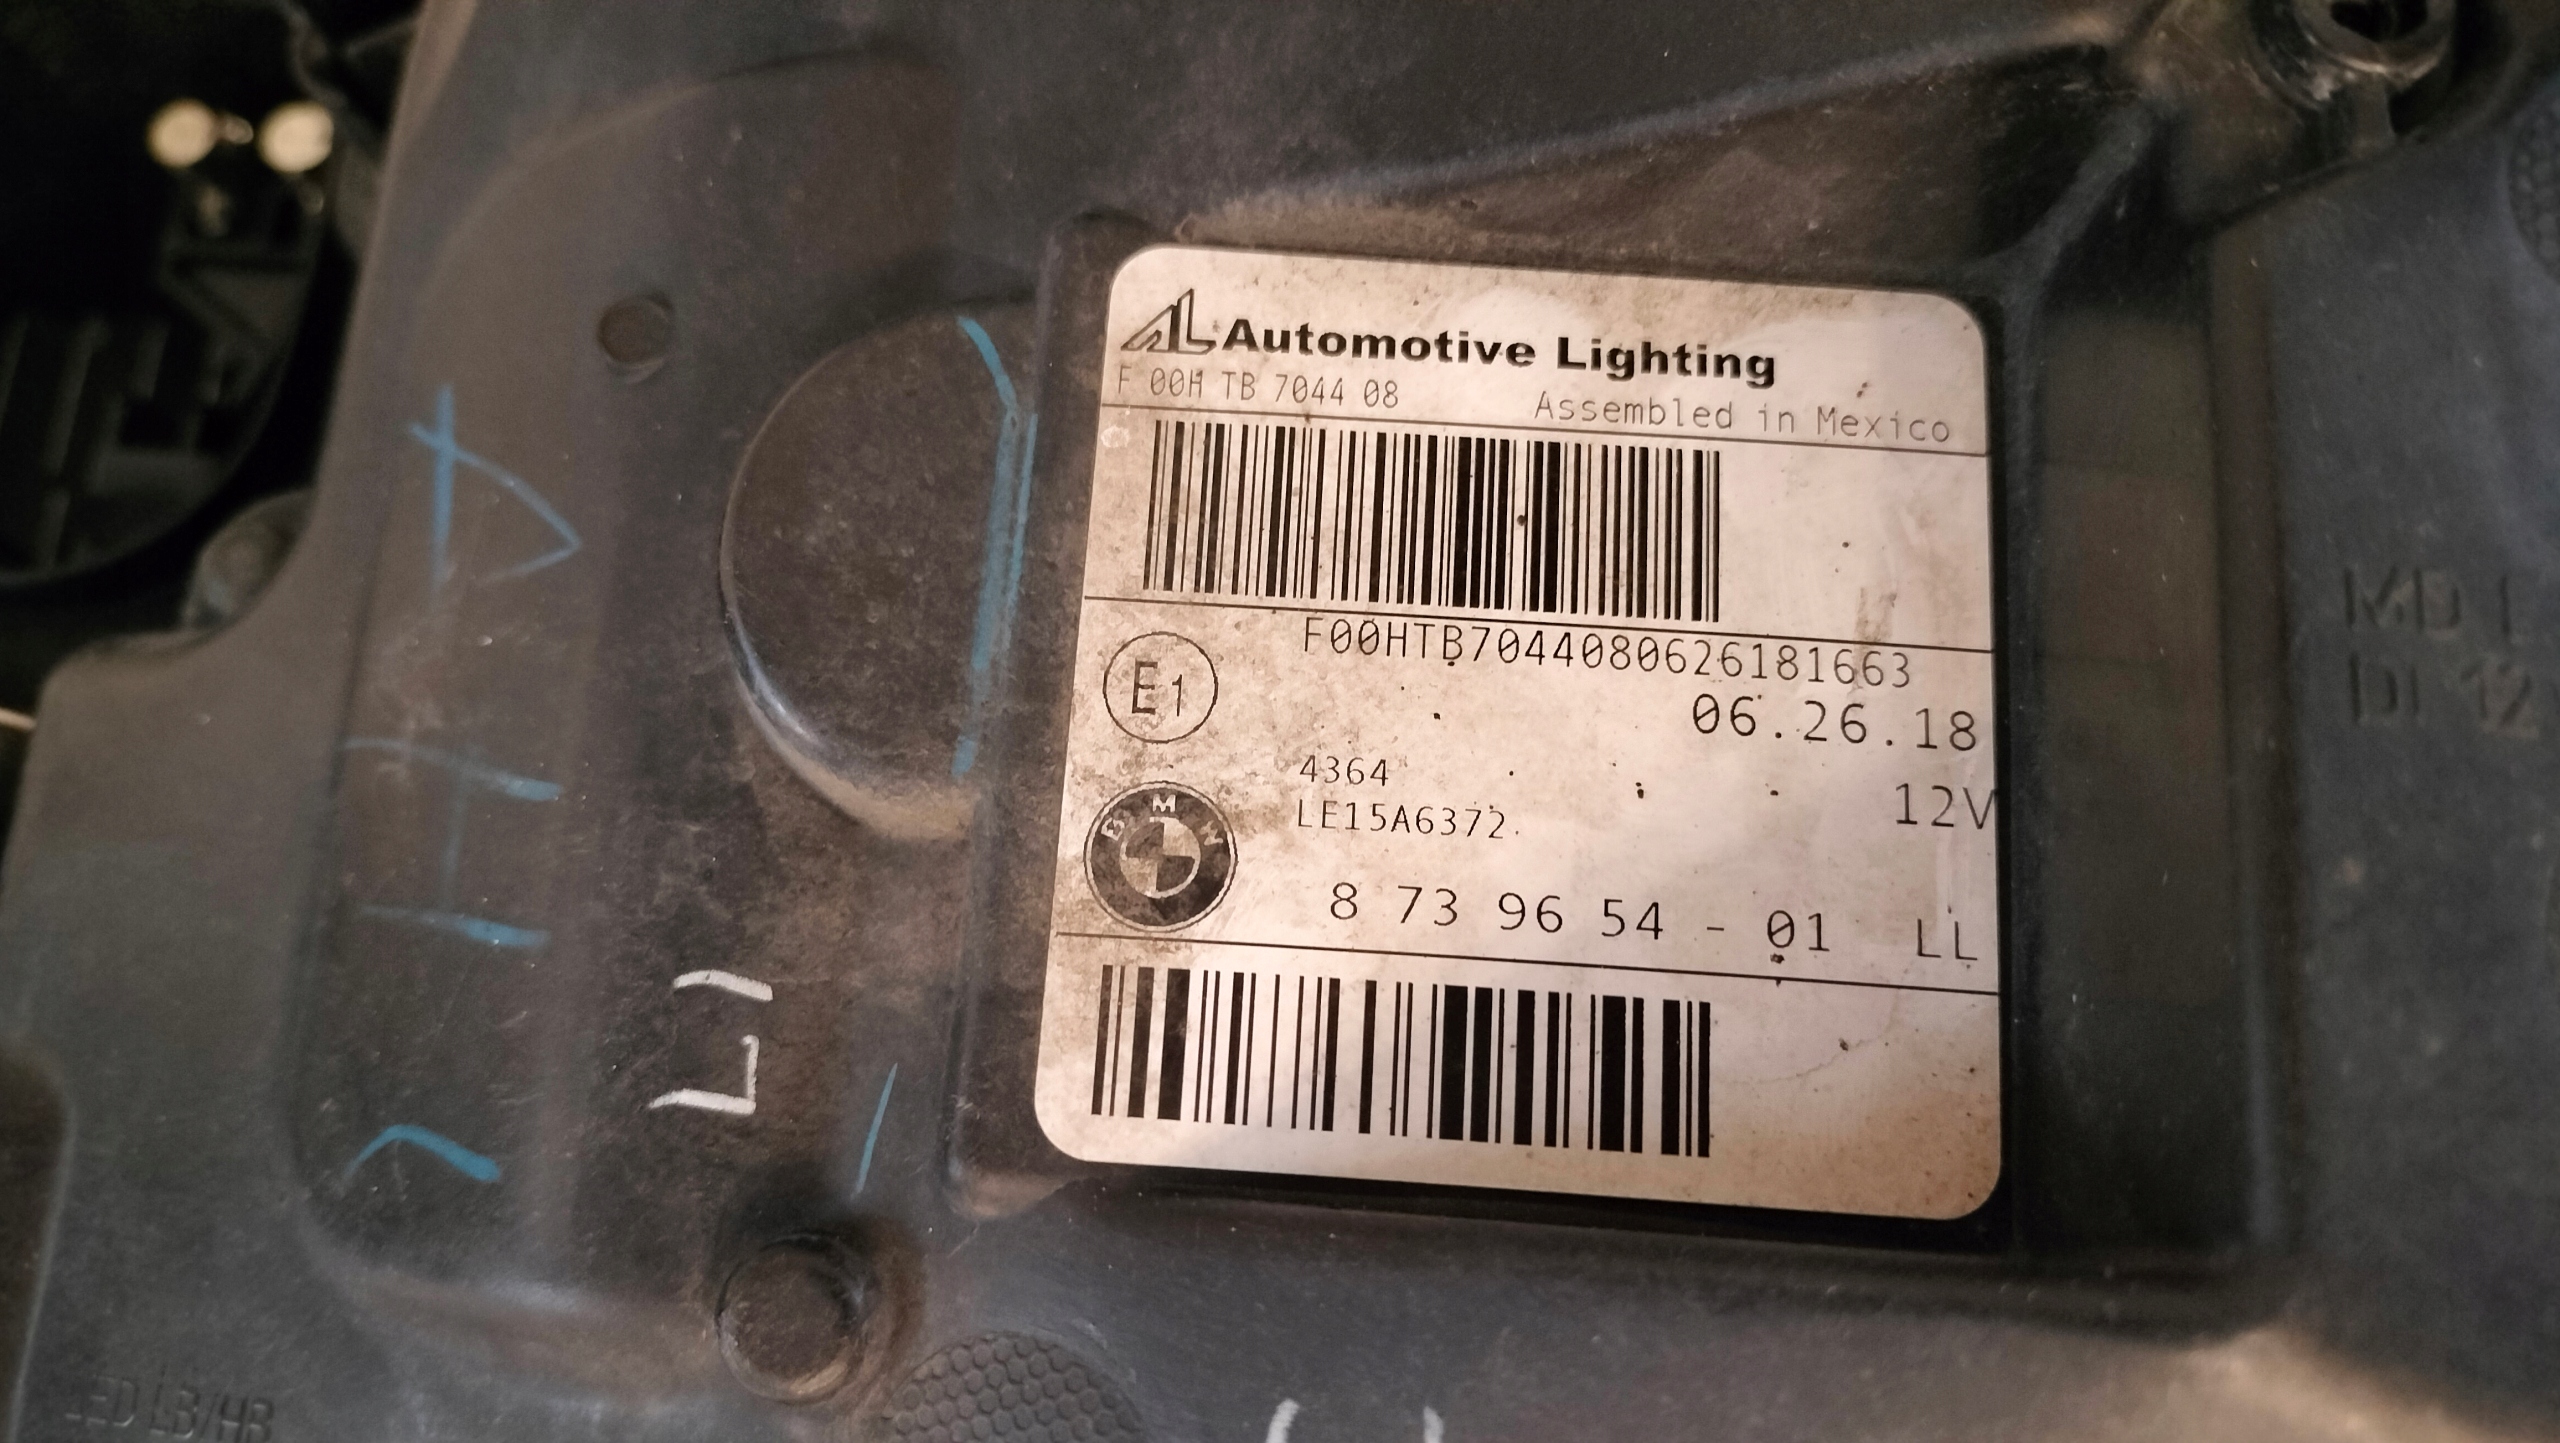 AL Automotive Lighting
F 00H TB 7044 08 Assembled in Mexico
F00HTB7044080626181663
E1
06.26.18
4364
12V
LE15A6372
BMW
8 73 96 54 - 01 LL
LED LB/HB